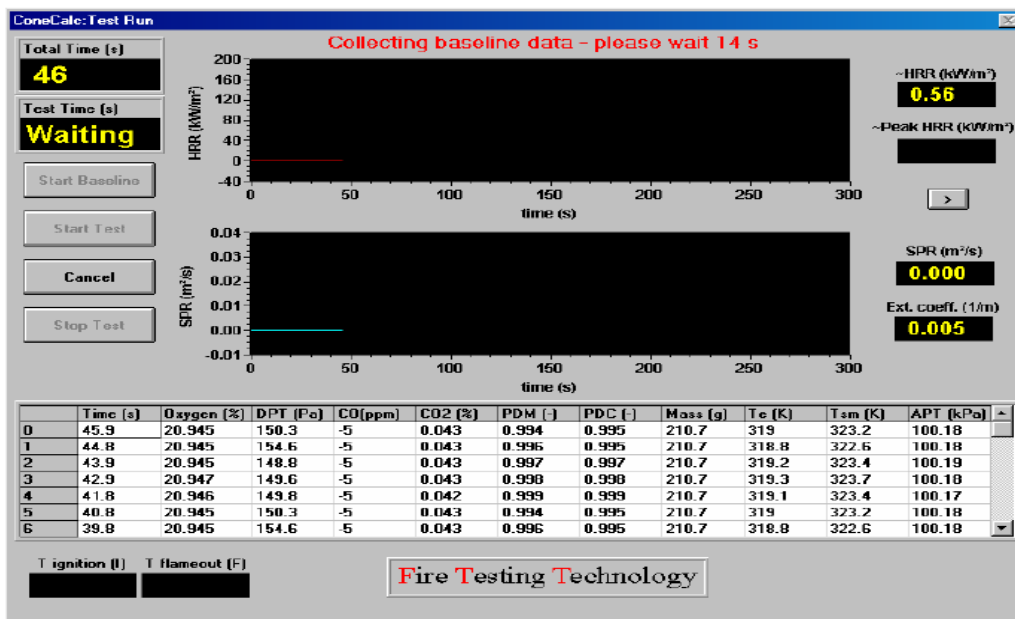 ConeCalc:Test Run
Total Time (s)
46
Test Time (s)
Waiting
Start Baseline
Start Test
Cancel
Stop Test
Collecting baseline data - please wait 14 s
HRR (kW/m²)
200
160
120
80
40
0
-40
0 50 100 150 200 250 300
time (s)
SPR (m²/s)
0.04
0.03
0.02
0.01
0.00
-0.01
0 50 100 150 200 250 300
time (s)
~HRR (kW/m²)
0.56
~Peak HRR (kW/m²)
>
SPR (m²/s)
0.000
Ext. coeff. (1/m)
0.005
Time (s) Oxygen (%) DPT (Pa) CO(ppm) CO2 (%) PDM (-) PDC (-) Mass (g) Te (K) Tsm (K) APT (kPa)
0 45.9 20.945 150.3 -5 0.043 0.994 0.995 210.7 319 323.2 100.18
1 44.8 20.945 154.6 -5 0.043 0.996 0.995 210.7 318.8 322.6 100.18
2 43.9 20.945 148.8 -5 0.043 0.997 0.997 210.7 319.2 323.4 100.19
3 42.9 20.947 149.6 -5 0.043 0.998 0.998 210.7 319.3 323.7 100.18
4 41.8 20.946 149.8 -5 0.042 0.999 0.999 210.7 319.1 323.4 100.17
5 40.8 20.945 150.3 -5 0.043 0.994 0.995 210.7 319 323.2 100.18
6 39.8 20.945 154.6 -5 0.043 0.996 0.995 210.7 318.8 322.6 100.18
T ignition (I) T flameout (F)
Fire Testing Technology